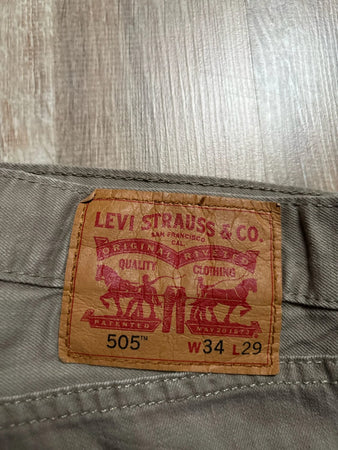 LEVI STRAUSS & CO.
SAN FRANCISCO
CAL.
ORIGINAL RIVETED
QUALITY CLOTHING
PATENTED MAY 20 1873
505™ W34 L29